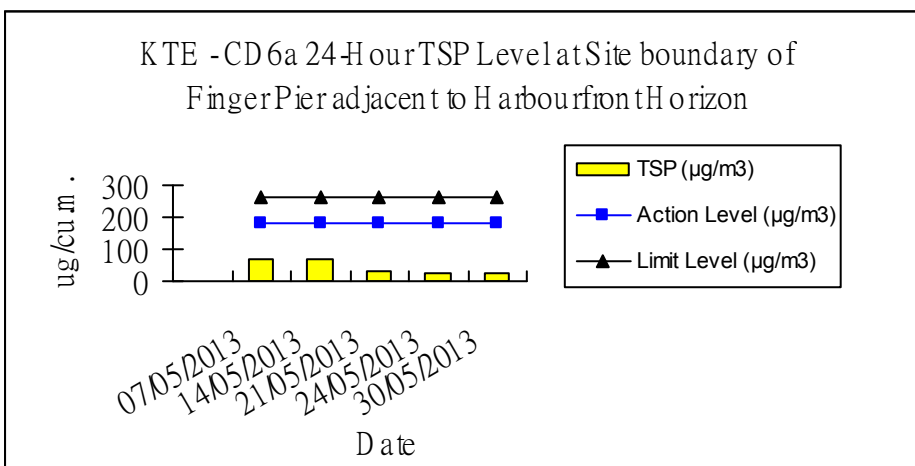 KTE - CD6a 24-Hour TSP Level at Site boundary of
Finger Pier adjacent to Harbourfront Horizon
ug/cu.m.
300
200
100
0
07/05/2013
14/05/2013
21/05/2013
24/05/2013
30/05/2013
Date
TSP (µg/m3)
Action Level (µg/m3)
Limit Level (µg/m3)